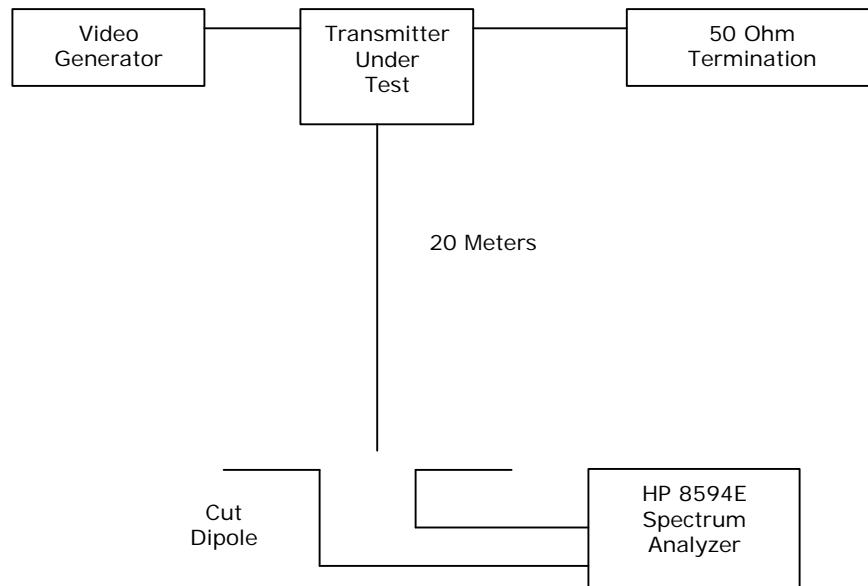 Video
Generator
Transmitter
Under
Test
50 Ohm
Termination
20 Meters
Cut
Dipole
HP 8594E
Spectrum
Analyzer